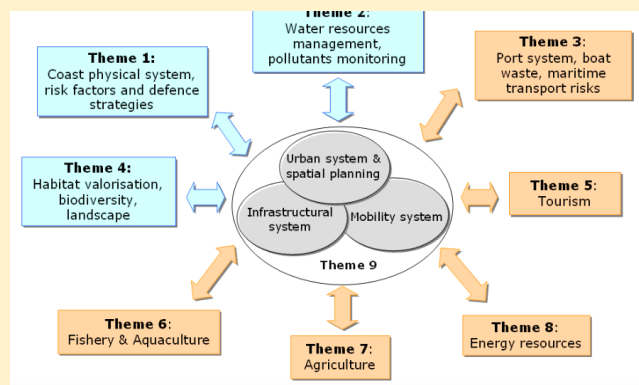 Theme 2:
Water resources
management,
pollutants monitoring
Theme 1:
Coast physical system,
risk factors and defence
strategies
Theme 3:
Port system, boat
waste, maritime
transport risks
Theme 4:
Habitat valorisation,
biodiversity,
landscape
Urban system &
spatial planning
Infrastructural
system
Mobility system
Theme 9
Theme 5:
Tourism
Theme 6:
Fishery & Aquaculture
Theme 7:
Agriculture
Theme 8:
Energy resources